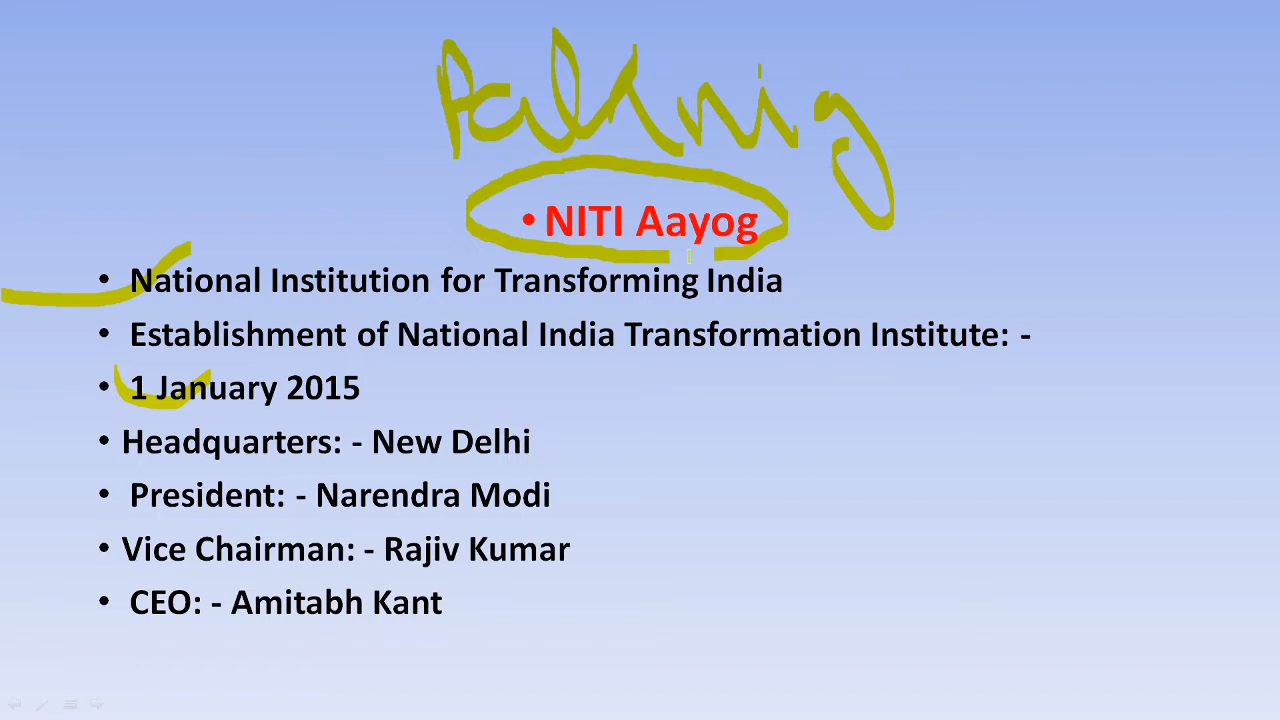 • NITI Aayog
• National Institution for Transforming India
• Establishment of National India Transformation Institute: -
• 1 January 2015
• Headquarters: - New Delhi
• President: - Narendra Modi
• Vice Chairman: - Rajiv Kumar
• CEO: - Amitabh Kant